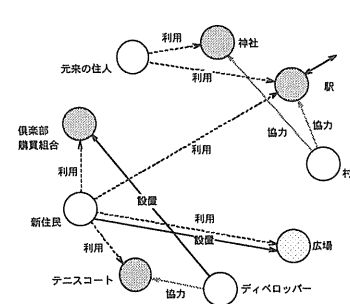 利用
神社
元来の住人
利用
駅
俱楽部
購買組合
協力
協力
利用
利用
村
設置
新住民
利用
設置
広場
利用
テニスコート
協力
ディベロッパー